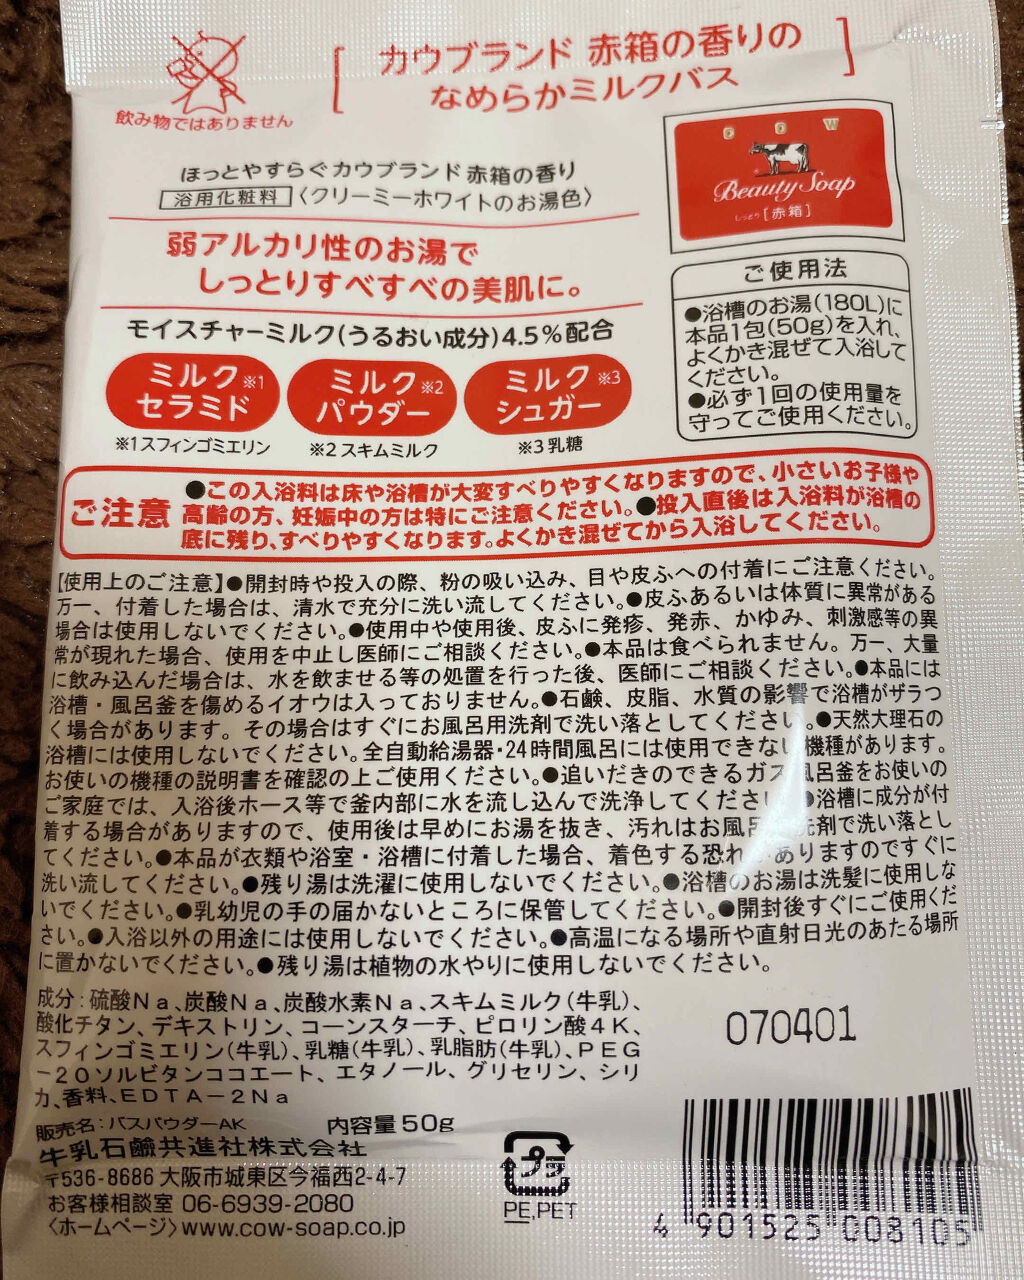 [ カウブランド 赤箱の香りの
なめらかミルクバス ]
飲み物ではありません
ほっとやすらぐカウブランド赤箱の香り
浴用化粧料 〈クリーミーホワイトのお湯色〉
弱アルカリ性のお湯で
しっとりすべすべの美肌に。
モイスチャーミルク(うるおい成分)4.5%配合
ミルク※1
セラミド
ミルク※2
パウダー
ミルク※3
シュガー
※1スフィンゴミエリン
※2スキムミルク
※3乳糖
COW
Beauty Soap
しっとり[赤箱]
ご使用法
●浴槽のお湯(180L)に
本品1包(50g)を入れ、
よくかき混ぜて入浴して
ください。
●必ず1回の使用量を
守ってご使用ください。
ご注意
●この入浴料は床や浴槽が大変すべりやすくなりますので、小さいお子様や
高齢の方、妊娠中の方は特にご注意ください。●投入直後は入浴料が浴槽の
底に残り、すべりやすくなります。よくかき混ぜてから入浴してください。
【使用上のご注意】●開封時や投入の際、粉の吸い込み、目や皮ふへの付着にご注意ください。
万一、付着した場合は、清水で充分に洗い流してください。●皮ふあるいは体質に異常がある
場合は使用しないでください。●使用中や使用後、皮ふに発疹、発赤、かゆみ、刺激感等の異
常が現れた場合、使用を中止し医師にご相談ください。●本品は食べられません。万一、大量
に飲み込んだ場合は、水を飲ませる等の処置を行った後、医師にご相談ください。●本品には
浴槽・風呂釜を傷めるイオウは入っておりません。●石鹸、皮脂、水質の影響で浴槽がザラつ
く場合があります。その場合はすぐにお風呂用洗剤で洗い落としてください。●天然大理石の
浴槽には使用しないでください。全自動給湯器・24時間風呂には使用できない機種があります。
お使いの機種の説明書を確認の上ご使用ください。●追いだきのできるガス風呂釜をお使いの
ご家庭では、入浴後ホース等で釜内部に水を流し込んで洗浄してください。●浴槽に成分が付
着する場合がありますので、使用後は早めにお湯を抜き、汚れはお風呂洗剤で洗い落とし
てください。●本品が衣類や浴室・浴槽に付着した場合、着色する恐れがありますのですぐに
洗い流してください。●残り湯は洗濯に使用しないでください。●浴槽のお湯は洗髪に使用しな
いでください。●乳幼児の手の届かないところに保管してください。●開封後すぐにご使用くだ
さい。●入浴以外の用途には使用しないでください。●高温になる場所や直射日光のあたる場所
に置かないでください。●残り湯は植物の水やりに使用しないでください。
成分:硫酸Na、炭酸Na、炭酸水素Na、スキムミルク(牛乳)、
酸化チタン、デキストリン、コーンスターチ、ピロリン酸4K、
スフィンゴミエリン(牛乳)、乳糖(牛乳)、乳脂肪(牛乳)、PEG
-20ソルビタンココエート、エタノール、グリセリン、シリ
カ、香料、EDTA-2Na
070401
販売名:バスパウダーAK 内容量50g
牛乳石鹸共進社株式会社
〒536-8686 大阪市城東区今福西2-4-7
お客様相談室 06-6939-2080
〈ホームページ〉www.cow-soap.co.jp
プラ
PE,PET
4 901525 008105